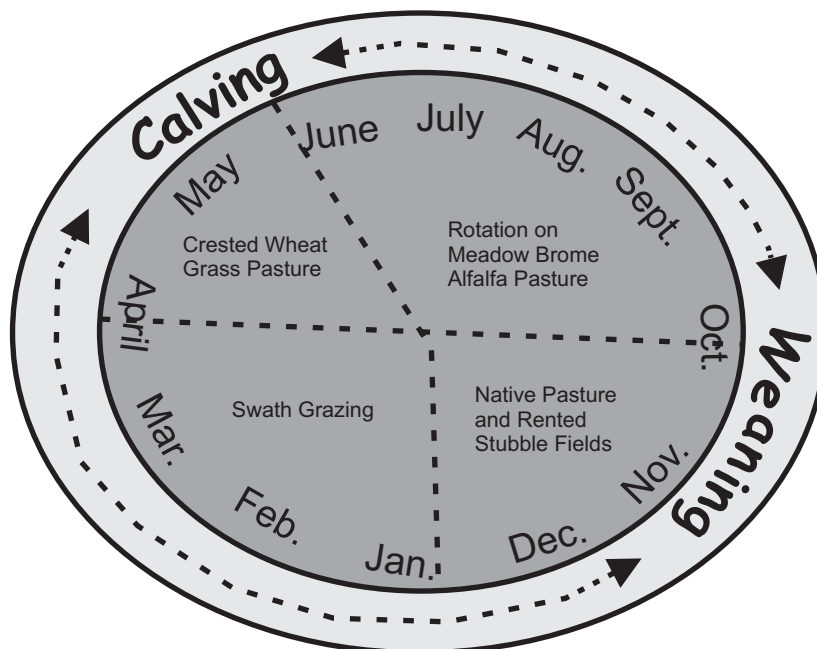 Calving
June
July
Aug.
Sept.
May
Crested Wheat
Grass Pasture
Rotation on
Meadow Brome
Alfalfa Pasture
April
Oct.
Weaning
Mar.
Swath Grazing
Native Pasture
and Rented
Stubble Fields
Nov.
Feb.
Jan.
Dec.